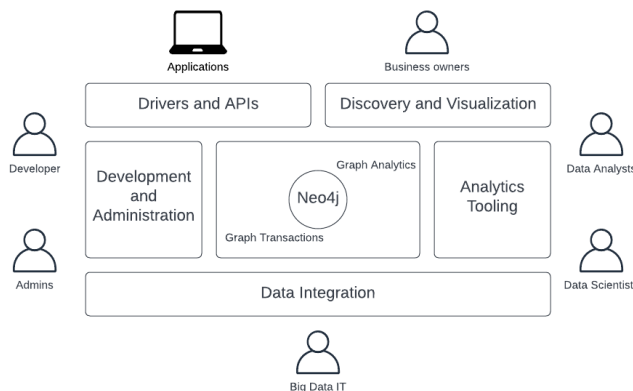 Applications
Business owners
Drivers and APIs
Discovery and Visualization
Developer
Data Analysts
Development
and
Administration
Graph Analytics
Neo4j
Graph Transactions
Analytics
Tooling
Admins
Data Scientist
Data Integration
Big Data IT